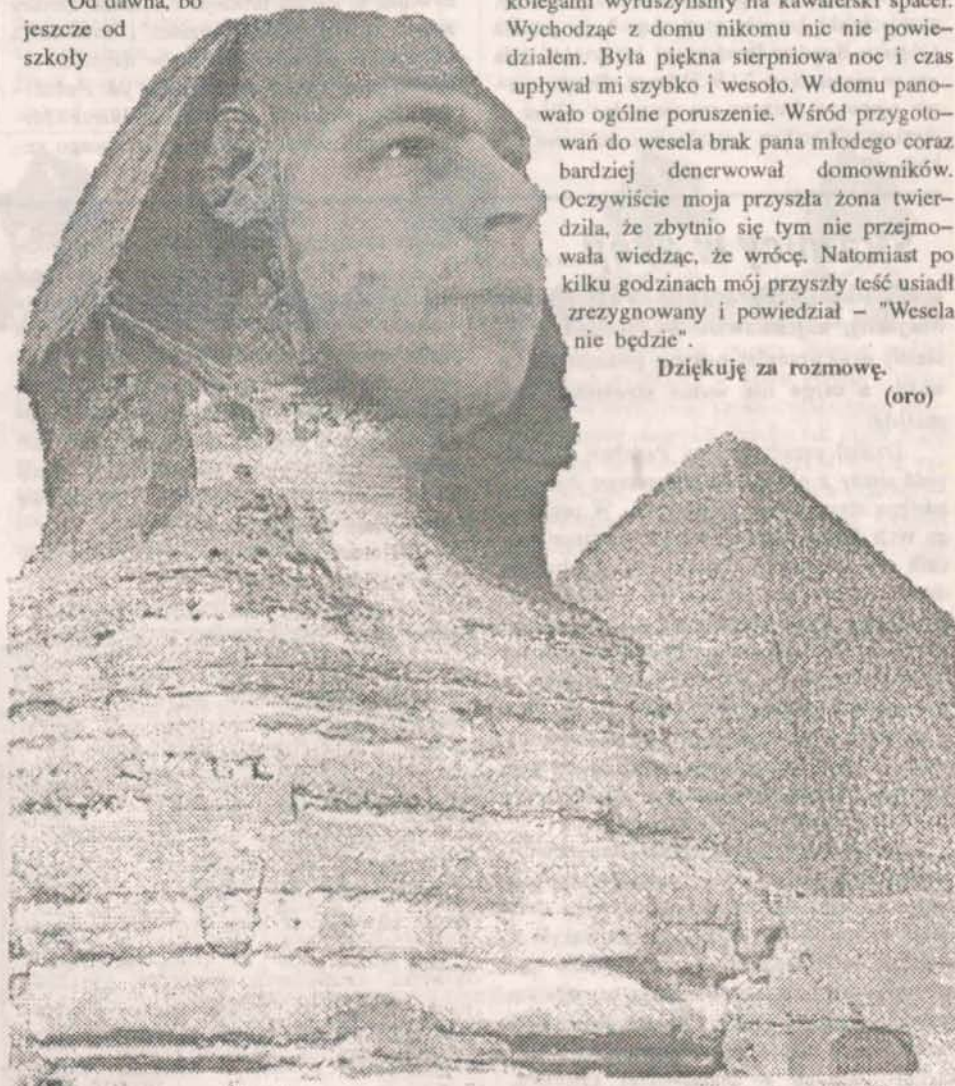 Od dawna, bo
jeszcze od
szkoły
kolegami wyruszyliśmy na kawalerski spacer.
Wychodząc z domu nikomu nic nie powie-
działem. Była piękna sierpniowa noc i czas
upływał mi szybko i wesoło. W domu pano-
wało ogólne poruszenie. Wśród przygoto-
wań do wesela brak pana młodego coraz
bardziej denerwował domowników.
Oczywiście moja przyszła żona twier-
dziła, że zbytnio się tym nie przejmo-
wała wiedząc, że wrócę. Natomiast po
kilku godzinach mój przyszły teść usiadł
zrezygnowany i powiedział – "Wesela
nie będzie".
Dziękuję za rozmowę.
(oro)